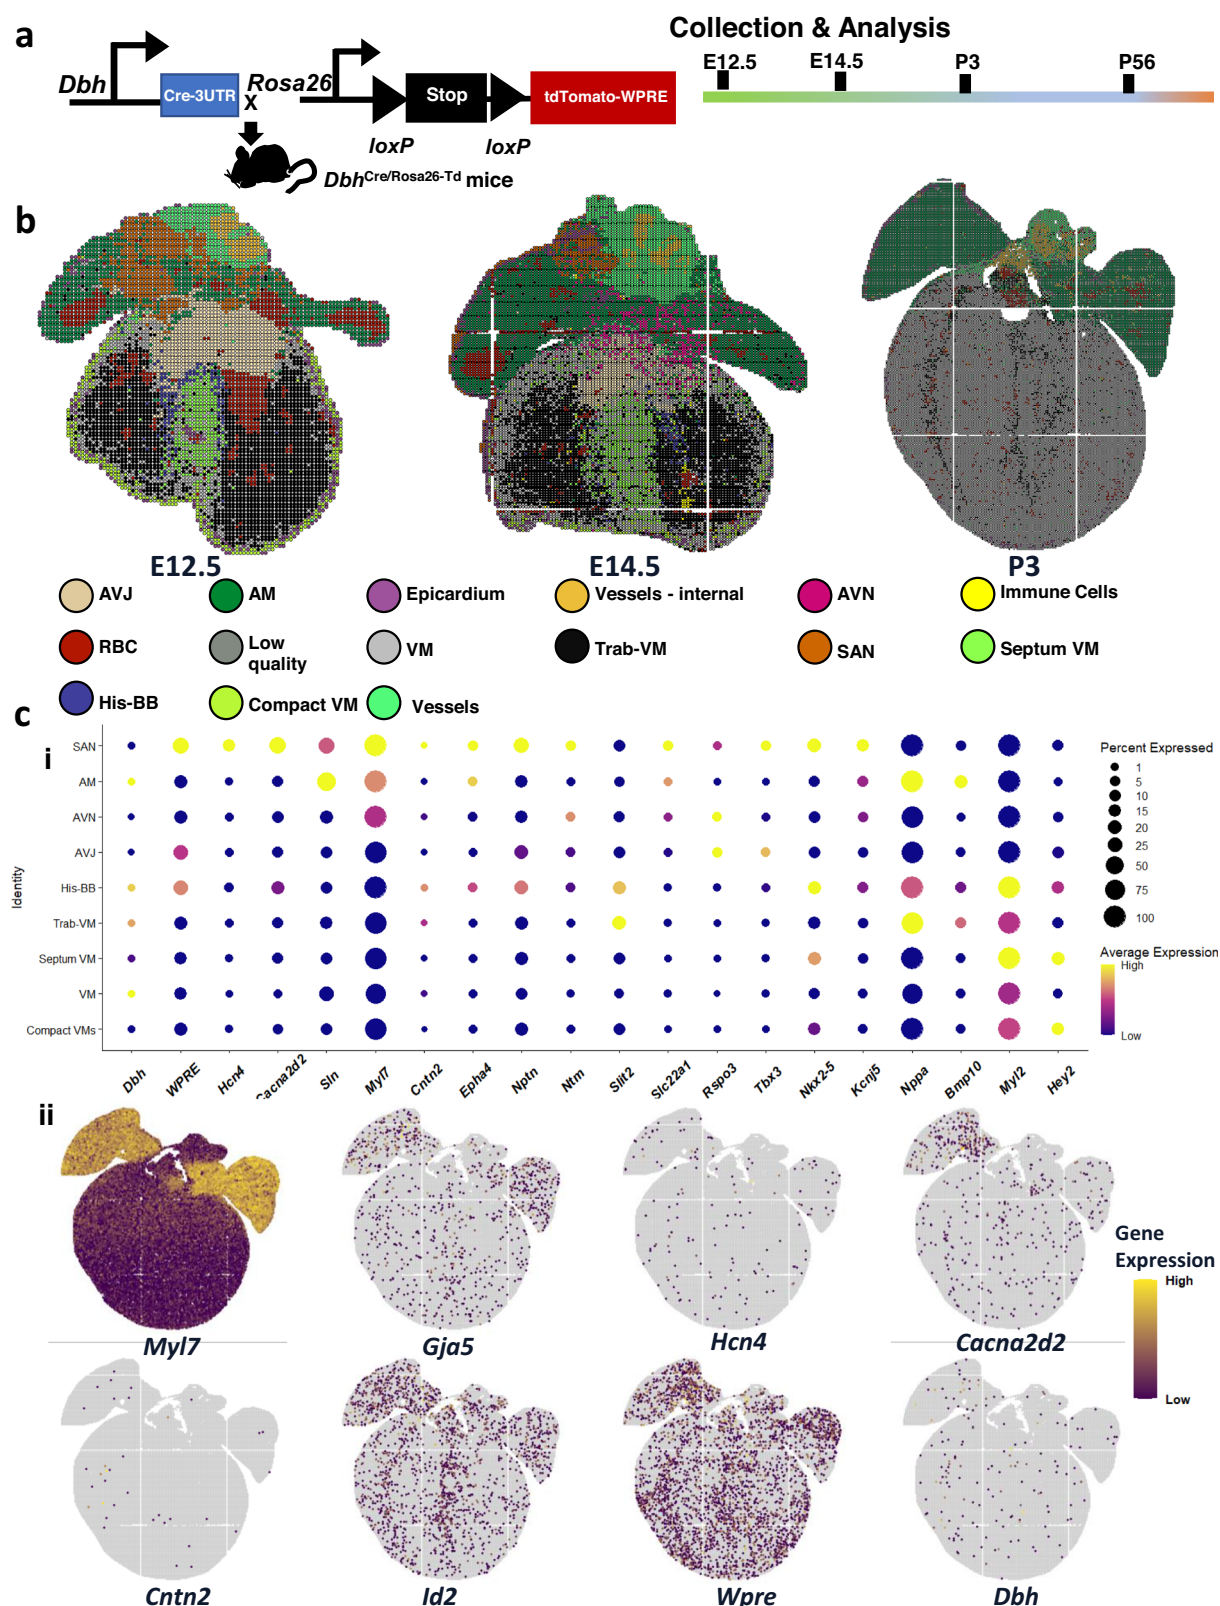 a
Collection & Analysis
E12.5 E14.5 P3 P56
Dbh Cre-3UTR X Rosa26 Stop tdTomato-WPRE
loxP loxP
DbhCre/Rosa26-Td mice
b
E12.5 E14.5 P3
AVJ AM Epicardium Vessels - internal AVN Immune Cells
RBC Low quality VM Trab-VM SAN Septum VM
His-BB Compact VM Vessels
c
i
Identity
SAN
AM
AVN
AVJ
His-BB
Trab-VM
Septum VM
VM
Compact VMs
Dbh WPRE Hcn4 Cacna2d2 Sln Myl7 Cntn2 Epha4 Nptn Ntm Slit2 Slc22a1 Rspo3 Tbx3 Nkx2-5 Kcnj5 Nppa Bmp10 Myl2 Hey2
Percent Expressed
1
5
10
15
20
25
50
75
100
Average Expression
High
Low
ii
Myl7 Gja5 Hcn4 Cacna2d2
Gene
Expression
High
Low
Cntn2 Id2 Wpre Dbh